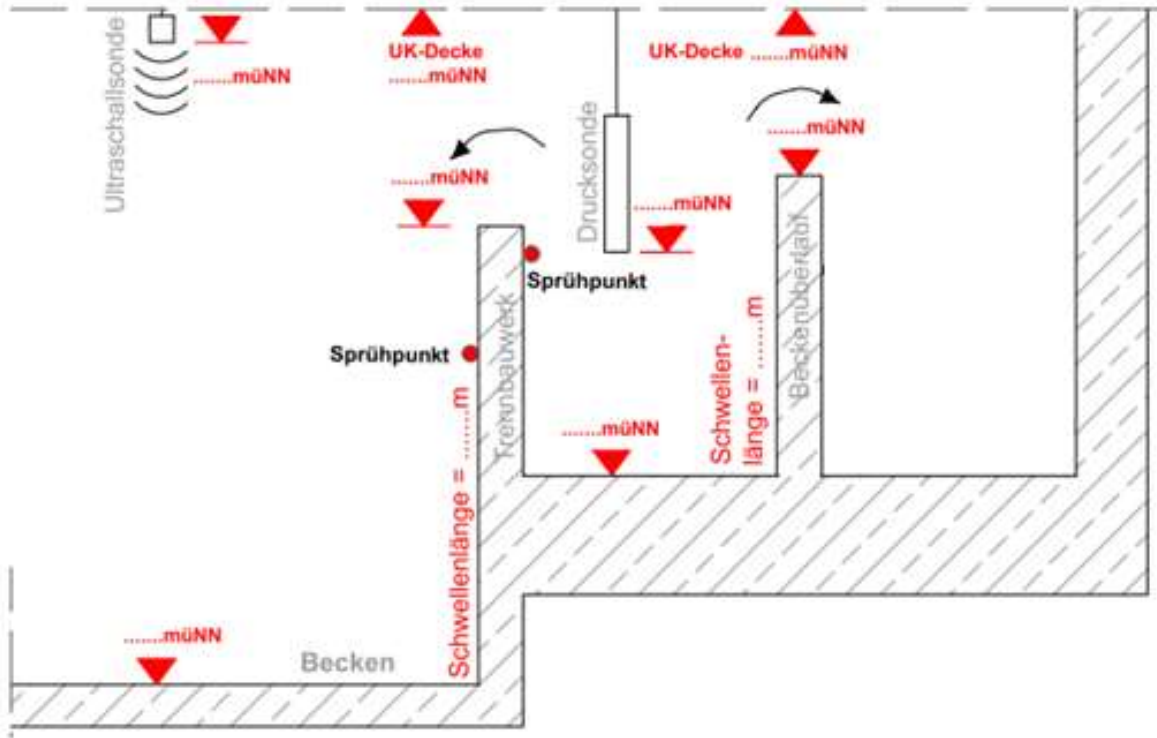 Ultraschallsonde
........müNN
UK-Decke
........müNN
UK-Decke ........müNN
........müNN
........müNN
Drucksonde
........müNN
Sprühpunkt
Sprühpunkt
Trennbauwerk
Beckenüberlauf
Schwellenlänge = ........m
Schwellen-
länge = ........m
........müNN
........müNN
Becken